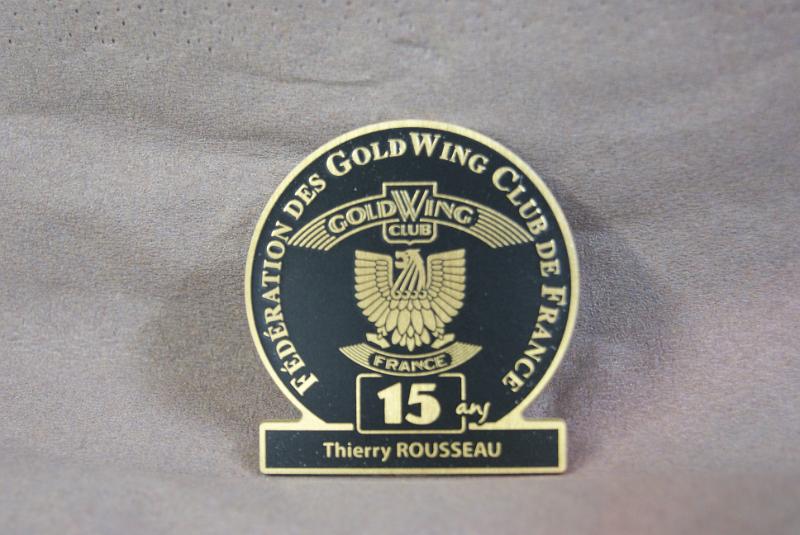 FÉDÉRATION DES GOLDWING CLUB DE FRANCE
GOLDWING
CLUB
FRANCE
15 ans
Thierry ROUSSEAU